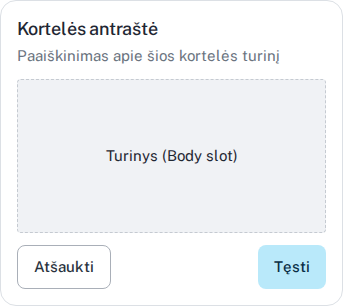 Kortelės antraštė
Paaiškinimas apie šios kortelės turinį
Turinys (Body slot)
Atšaukti
Tęsti